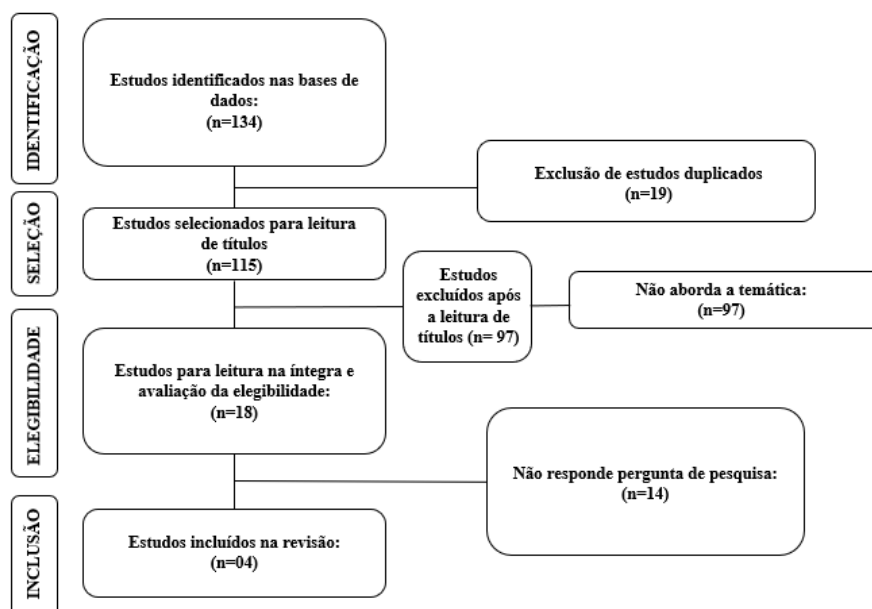 IDENTIFICAÇÃO
Estudos identificados nas bases de
dados:
(n=134)
Exclusão de estudos duplicados
(n=19)
SELEÇÃO
Estudos selecionados para leitura
de títulos
(n=115)
Estudos
excluídos após
a leitura de
títulos (n= 97)
Não aborda a temática:
(n=97)
ELEGIBILIDADE
Estudos para leitura na íntegra e
avaliação da elegibilidade:
(n=18)
Não responde pergunta de pesquisa:
(n=14)
INCLUSÃO
Estudos incluídos na revisão:
(n=04)